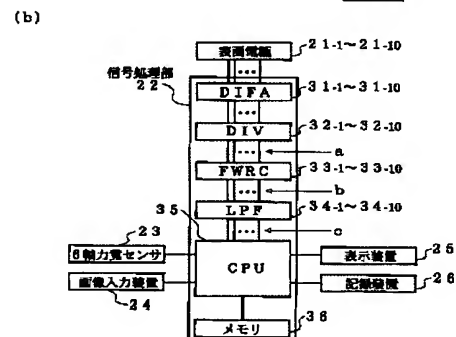 (b)
表面電極 21-1～21-10
信号処理部
22
DIFA 31-1～31-10
DIV 32-1～32-10
a
FWRC 33-1～33-10
b
LPF 34-1～34-10
35
c
23
6軸力覚センサ
CPU
表示装置 25
画像入力装置
24
記録装置 26
メモリ 36